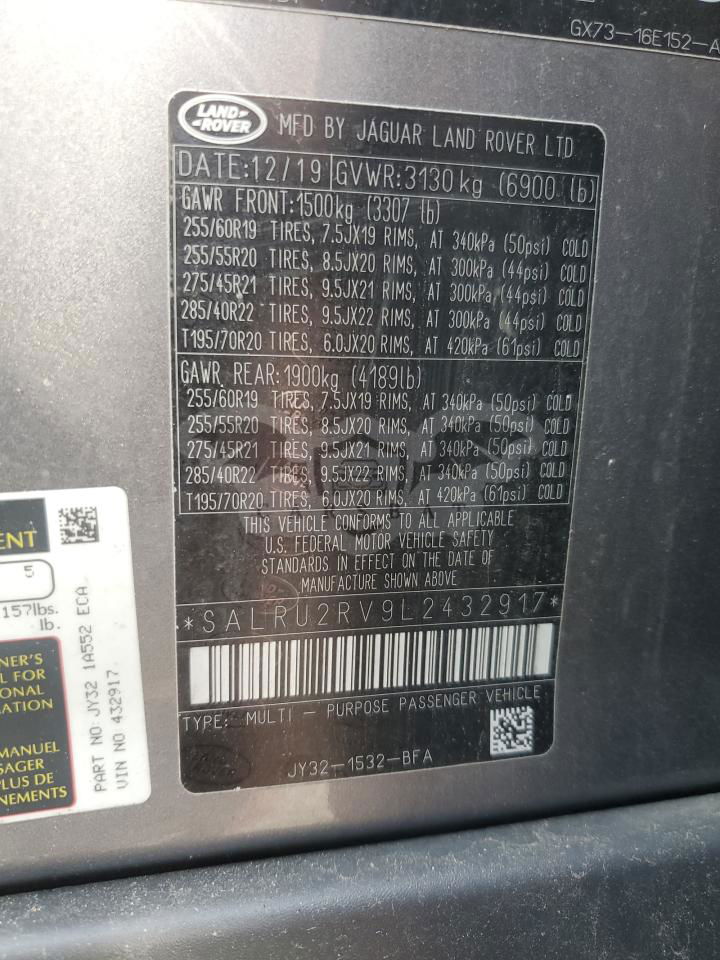 GX73-16E152-A
LAND ROVER
MFD BY JAGUAR LAND ROVER LTD
DATE:12/19 GVWR:3130kg (6900 lb)
GAWR FRONT:1500kg (3307 lb)
255/60R19 TIRES, 7.5JX19 RIMS, AT 340kPa (50psi) COLD
255/55R20 TIRES, 8.5JX20 RIMS, AT 300kPa (44psi) COLD
275/45R21 TIRES, 9.5JX21 RIMS, AT 300kPa (44psi) COLD
285/40R22 TIRES, 9.5JX22 RIMS, AT 300kPa (44psi) COLD
T195/70R20 TIRES, 6.0JX20 RIMS, AT 420kPa (61psi) COLD
GAWR REAR:1900kg (4189lb)
255/60R19 TIRES, 7.5JX19 RIMS, AT 340kPa (50psi) COLD
255/55R20 TIRES, 8.5JX20 RIMS, AT 340kPa (50psi) COLD
275/45R21 TIRES, 9.5JX21 RIMS, AT 340kPa (50psi) COLD
285/40R22 TIRES, 9.5JX22 RIMS, AT 340kPa (50psi) COLD
T195/70R20 TIRES, 6.0JX20 RIMS, AT 420kPa (61psi) COLD
THIS VEHICLE CONFORMS TO ALL APPLICABLE
U.S. FEDERAL MOTOR VEHICLE SAFETY
STANDARDS IN EFFECT ON THE DATE OF
MANUFACTURE SHOWN ABOVE
*SALRU2RV9L2432917*
TYPE: MULTI - PURPOSE PASSENGER VEHICLE
JY32-1532-BFA
ENT
5
157lbs.
lb.
NER'S
L FOR
ONAL
ATION
MANUEL
SAGER
PLUS DE
NEMENTS
PART NO: JY32 1A552 ECA
VIN NO 432917